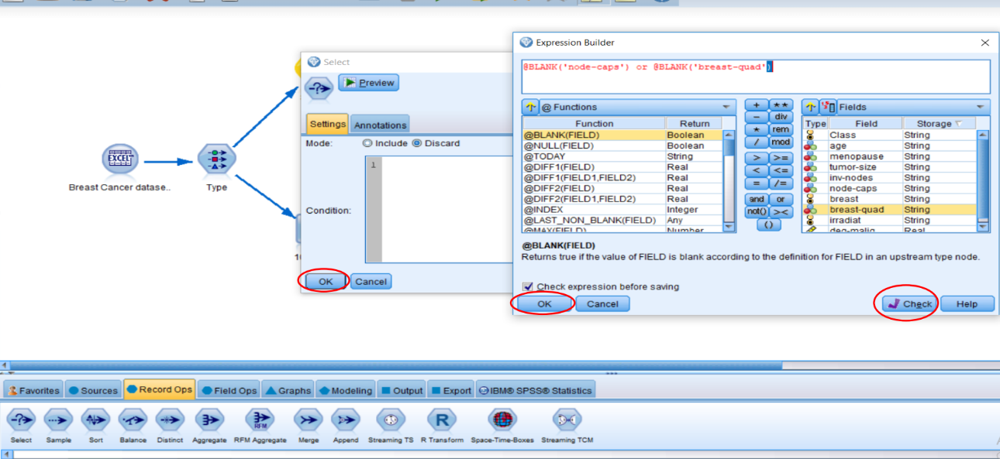 Expression Builder
@BLANK('node-caps') or @BLANK('breast-quad')
@ Functions
Function Return
@BLANK(FIELD) Boolean
@NULL(FIELD) Boolean
@TODAY String
@DIFF1(FIELD) Real
@DIFF1(FIELD1,FIELD2) Real
@DIFF2(FIELD) Real
@DIFF2(FIELD1,FIELD2) Real
@INDEX Integer
@LAST_NON_BLANK(FIELD) Any
@MAX(FIELD) Number
+ **
- div
* rem
/ mod
> >=
< <=
= /=
and or
not() ><
()
Fields
Type Field Storage
Class String
age String
menopause String
tumor-size String
inv-nodes String
node-caps String
breast String
breast-quad String
irradiat String
deg-malig Real
@BLANK(FIELD)
Returns true if the value of FIELD is blank according to the definition for FIELD in an upstream type node.
Check expression before saving
OK Cancel Check Help
Select
Preview
Settings Annotations
Mode: Include Discard
1
Condition:
OK Cancel
EXCEL
Breast Cancer datase..
Type
Favorites Sources Record Ops Field Ops Graphs Modeling Output Export IBM® SPSS® Statistics
RFM R
Select Sample Sort Balance Distinct Aggregate RFM Aggregate Merge Append Streaming TS R Transform Space-Time-Boxes Streaming TCM